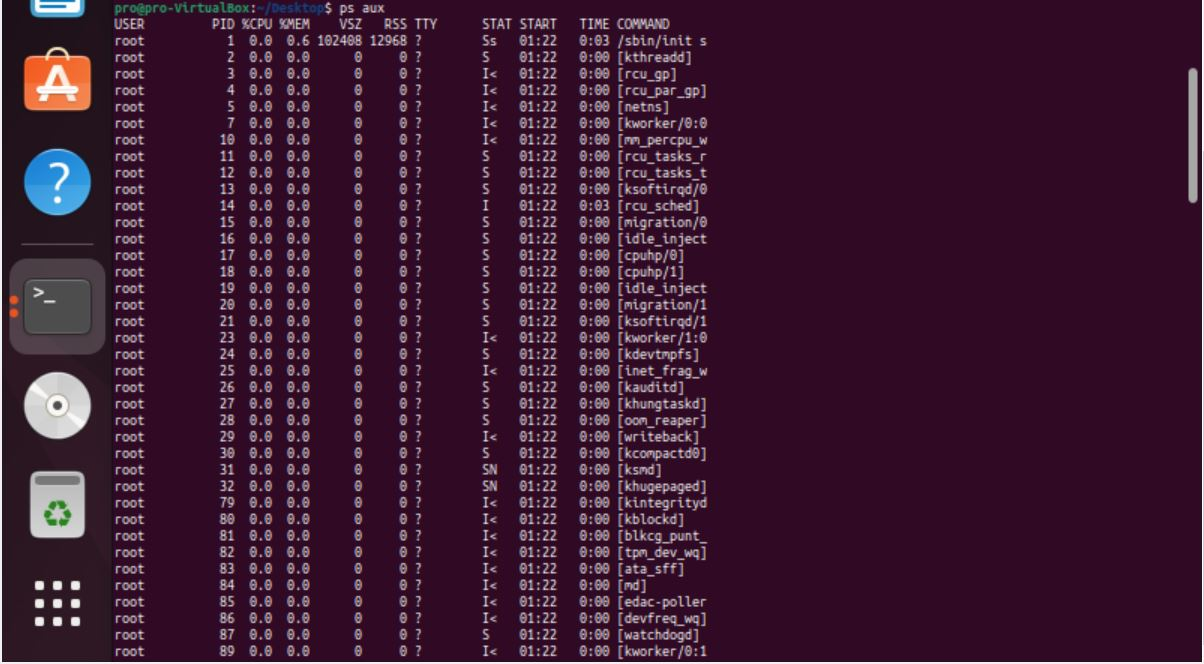 pro@pro-VirtualBox:~/Desktop$ ps aux
USER PID %CPU %MEM VSZ RSS TTY STAT START TIME COMMAND
root 1 0.0 0.6 102408 12968 ? Ss 01:22 0:03 /sbin/init s
root 2 0.0 0.0 0 0 ? S 01:22 0:00 [kthreadd]
root 3 0.0 0.0 0 0 ? I< 01:22 0:00 [rcu_gp]
root 4 0.0 0.0 0 0 ? I< 01:22 0:00 [rcu_par_gp]
root 5 0.0 0.0 0 0 ? I< 01:22 0:00 [netns]
root 7 0.0 0.0 0 0 ? I< 01:22 0:00 [kworker/0:0
root 10 0.0 0.0 0 0 ? I< 01:22 0:00 [mm_percpu_w
root 11 0.0 0.0 0 0 ? S 01:22 0:00 [rcu_tasks_r
root 12 0.0 0.0 0 0 ? S 01:22 0:00 [rcu_tasks_t
root 13 0.0 0.0 0 0 ? S 01:22 0:00 [ksoftirqd/0
root 14 0.0 0.0 0 0 ? I 01:22 0:03 [rcu_sched]
root 15 0.0 0.0 0 0 ? S 01:22 0:00 [migration/0
root 16 0.0 0.0 0 0 ? S 01:22 0:00 [idle_inject
root 17 0.0 0.0 0 0 ? S 01:22 0:00 [cpuhp/0]
root 18 0.0 0.0 0 0 ? S 01:22 0:00 [cpuhp/1]
root 19 0.0 0.0 0 0 ? S 01:22 0:00 [idle_inject
root 20 0.0 0.0 0 0 ? S 01:22 0:00 [migration/1
root 21 0.0 0.0 0 0 ? S 01:22 0:00 [ksoftirqd/1
root 23 0.0 0.0 0 0 ? I< 01:22 0:00 [kworker/1:0
root 24 0.0 0.0 0 0 ? S 01:22 0:00 [kdevtmpfs]
root 25 0.0 0.0 0 0 ? I< 01:22 0:00 [inet_frag_w
root 26 0.0 0.0 0 0 ? S 01:22 0:00 [kauditd]
root 27 0.0 0.0 0 0 ? S 01:22 0:00 [khungtaskd]
root 28 0.0 0.0 0 0 ? S 01:22 0:00 [oom_reaper]
root 29 0.0 0.0 0 0 ? I< 01:22 0:00 [writeback]
root 30 0.0 0.0 0 0 ? S 01:22 0:00 [kcompactd0]
root 31 0.0 0.0 0 0 ? SN 01:22 0:00 [ksmd]
root 32 0.0 0.0 0 0 ? SN 01:22 0:00 [khugepaged]
root 79 0.0 0.0 0 0 ? I< 01:22 0:00 [kintegrityd
root 80 0.0 0.0 0 0 ? I< 01:22 0:00 [kblockd]
root 81 0.0 0.0 0 0 ? I< 01:22 0:00 [blkcg_punt_
root 82 0.0 0.0 0 0 ? I< 01:22 0:00 [tpm_dev_wq]
root 83 0.0 0.0 0 0 ? I< 01:22 0:00 [ata_sff]
root 84 0.0 0.0 0 0 ? I< 01:22 0:00 [md]
root 85 0.0 0.0 0 0 ? I< 01:22 0:00 [edac-poller
root 86 0.0 0.0 0 0 ? I< 01:22 0:00 [devfreq_wq]
root 87 0.0 0.0 0 0 ? S 01:22 0:00 [watchdogd]
root 89 0.0 0.0 0 0 ? I< 01:22 0:00 [kworker/0:1